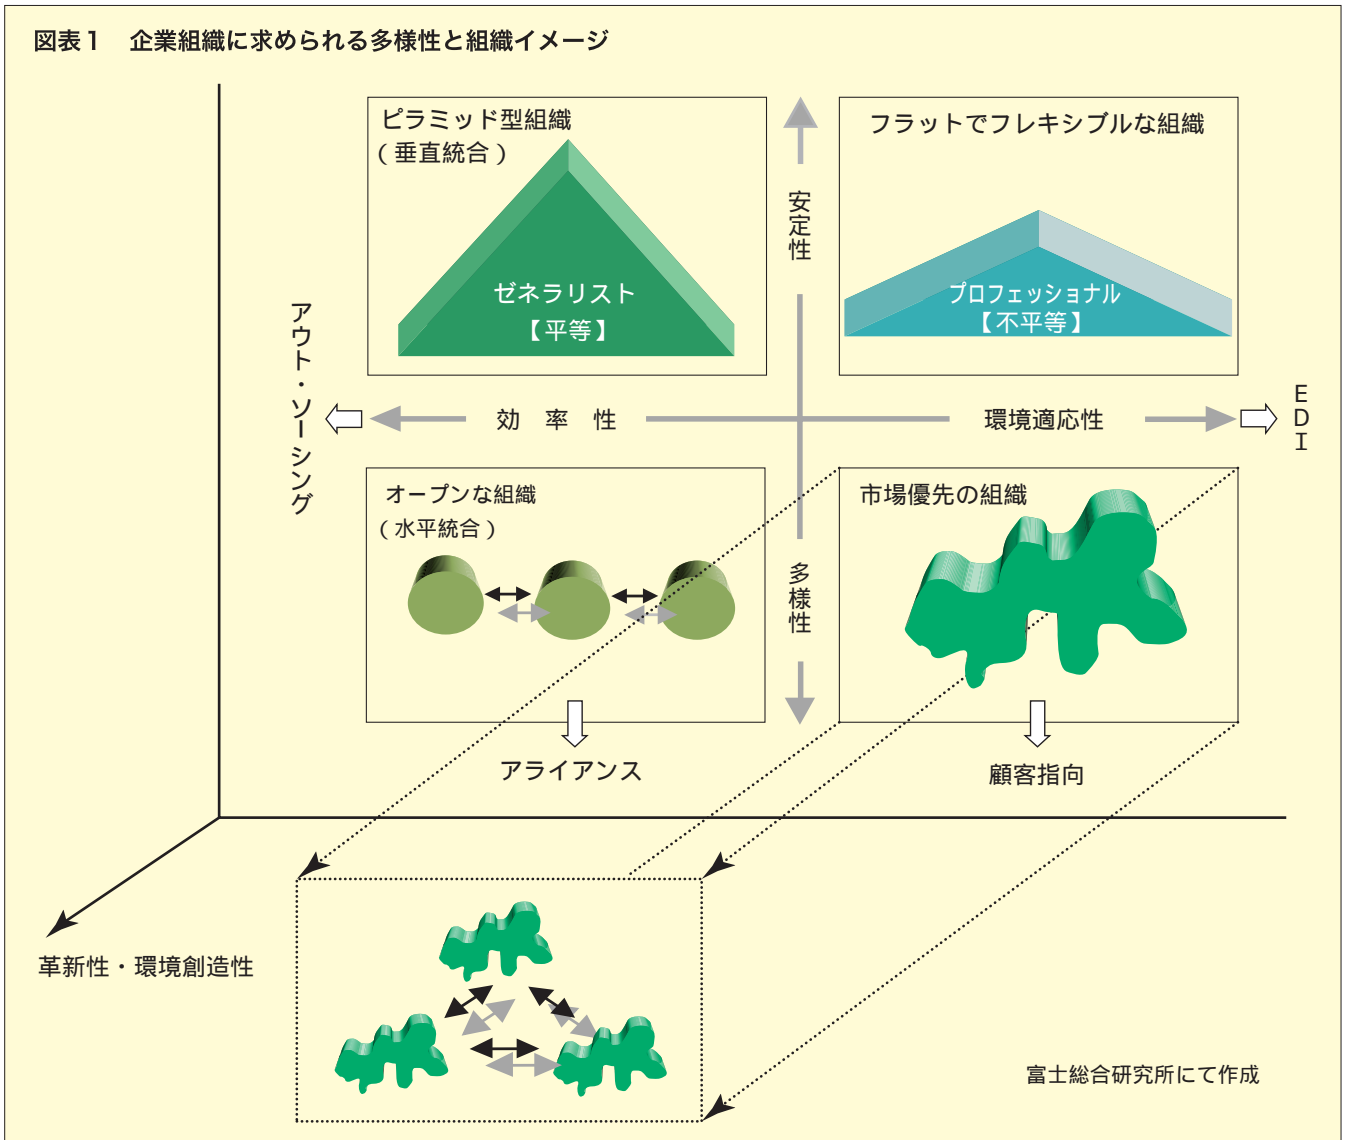 図表1　企業組織に求められる多様性と組織イメージ
ピラミッド型組織
(垂直統合)
ゼネラリスト
【平等】
安定性
フラットでフレキシブルな組織
プロフェッショナル
【不平等】
アウト・ソーシング
効　率　性
環境適応性
EDI
オープンな組織
(水平統合)
多様性
市場優先の組織
アライアンス
顧客指向
革新性・環境創造性
富士総合研究所にて作成